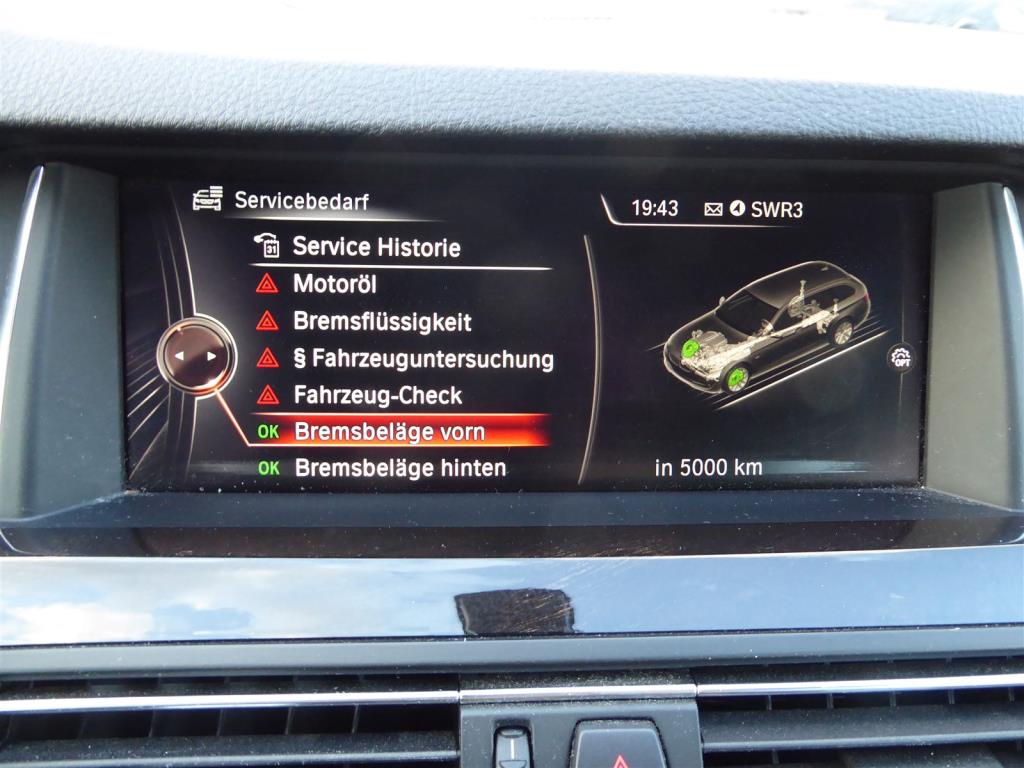 Servicebedarf
19:43 SWR3
31 Service Historie
Motoröl
Bremsflüssigkeit
§ Fahrzeuguntersuchung
Fahrzeug-Check
OK Bremsbeläge vorn
OK Bremsbeläge hinten
OPT
in 5000 km